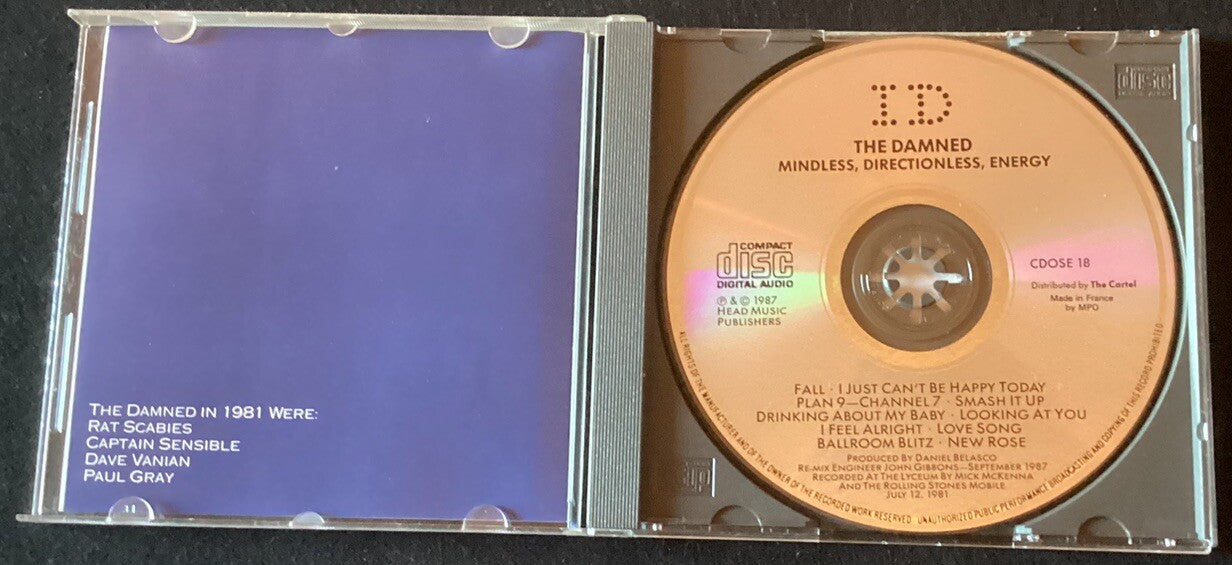 THE DAMNED IN 1981 WERE:
RAT SCABIES
CAPTAIN SENSIBLE
DAVE VANIAN
PAUL GRAY
ID
THE DAMNED
MINDLESS, DIRECTIONLESS, ENERGY
COMPACT
disc
DIGITAL AUDIO
℗ & © 1987
HEAD MUSIC
PUBLISHERS
CDOSE 18
Distributed by The Cartel
Made in France
by MPO
FALL · I JUST CAN'T BE HAPPY TODAY
PLAN 9—CHANNEL 7 · SMASH IT UP
DRINKING ABOUT MY BABY · LOOKING AT YOU
I FEEL ALRIGHT · LOVE SONG
BALLROOM BLITZ · NEW ROSE
PRODUCED BY DANIEL BELASCO
RE-MIX ENGINEER JOHN GIBBONS—SEPTEMBER 1987
RECORDED AT THE LYCEUM BY MICK MCKENNA
AND THE ROLLING STONES MOBILE
JULY 12, 1981
ALL RIGHTS OF THE MANUFACTURER AND OF THE OWNER OF THE RECORDED WORK RESERVED. UNAUTHORIZED PUBLIC PERFORMANCE BROADCASTING AND COPYING OF THIS RECORD PROHIBITED
disc